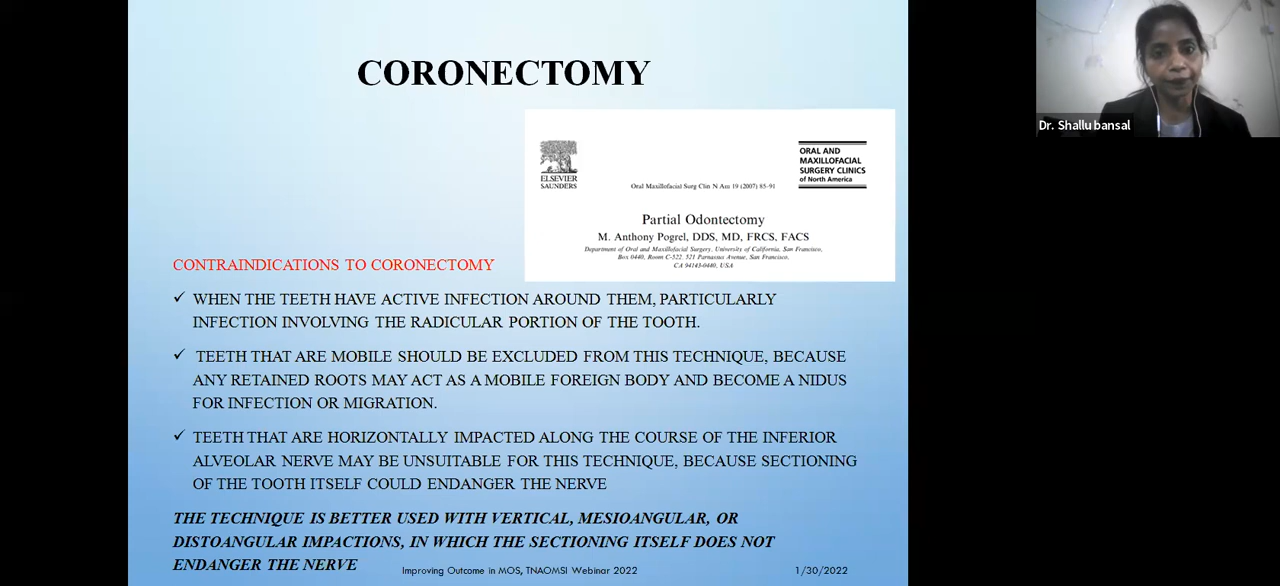 CORONECTOMY
ELSEVIER
SAUNDERS
ORAL AND
MAXILLOFACIAL
SURGERY CLINICS
of North America
Oral Maxillofacial Surg Clin N Am 19 (2007) 85–91
Partial Odontectomy
M. Anthony Pogrel, DDS, MD, FRCS, FACS
Department of Oral and Maxillofacial Surgery, University of California, San Francisco,
Box 0440, Room C-522, 521 Parnassus Avenue, San Francisco,
CA 94143-0440, USA
CONTRAINDICATIONS TO CORONECTOMY
✓ WHEN THE TEETH HAVE ACTIVE INFECTION AROUND THEM, PARTICULARLY
INFECTION INVOLVING THE RADICULAR PORTION OF THE TOOTH.
✓ TEETH THAT ARE MOBILE SHOULD BE EXCLUDED FROM THIS TECHNIQUE, BECAUSE
ANY RETAINED ROOTS MAY ACT AS A MOBILE FOREIGN BODY AND BECOME A NIDUS
FOR INFECTION OR MIGRATION.
✓ TEETH THAT ARE HORIZONTALLY IMPACTED ALONG THE COURSE OF THE INFERIOR
ALVEOLAR NERVE MAY BE UNSUITABLE FOR THIS TECHNIQUE, BECAUSE SECTIONING
OF THE TOOTH ITSELF COULD ENDANGER THE NERVE
THE TECHNIQUE IS BETTER USED WITH VERTICAL, MESIOANGULAR, OR
DISTOANGULAR IMPACTIONS, IN WHICH THE SECTIONING ITSELF DOES NOT
ENDANGER THE NERVE
Improving Outcome in MOS, TNAOMSI Webinar 2022
1/30/2022
Dr. Shallu bansal